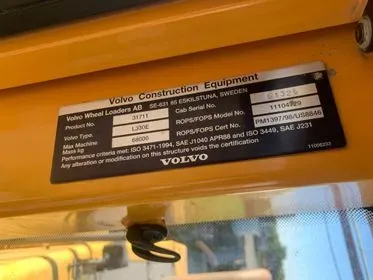 Volvo Construction Equipment
Volvo Wheel Loaders AB SE-631 85 ESKILSTUNA, SWEDEN
Product No. 31711 Cab Serial No. 61325
Volvo Type. L330E ROPS/FOPS Model No. 11104729
Max Machine Mass kg 68000 ROPS/FOPS Cert No. PM1397/98/US8846
Performance criteria met: ISO 3471-1994, SAE J1040 APR88 and ISO 3449, SAE J231
Any alteration or modification on this structure voids the certification
VOLVO 11006233